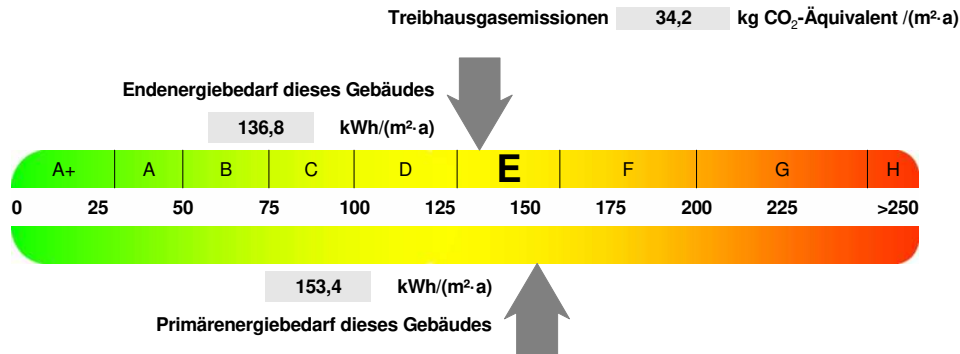 Treibhausgasemissionen 34,2 kg CO₂-Äquivalent /(m²·a)
Endenergiebedarf dieses Gebäudes
136,8 kWh/(m²·a)
A+ A B C D E F G H
0 25 50 75 100 125 150 175 200 225 >250
153,4 kWh/(m²·a)
Primärenergiebedarf dieses Gebäudes